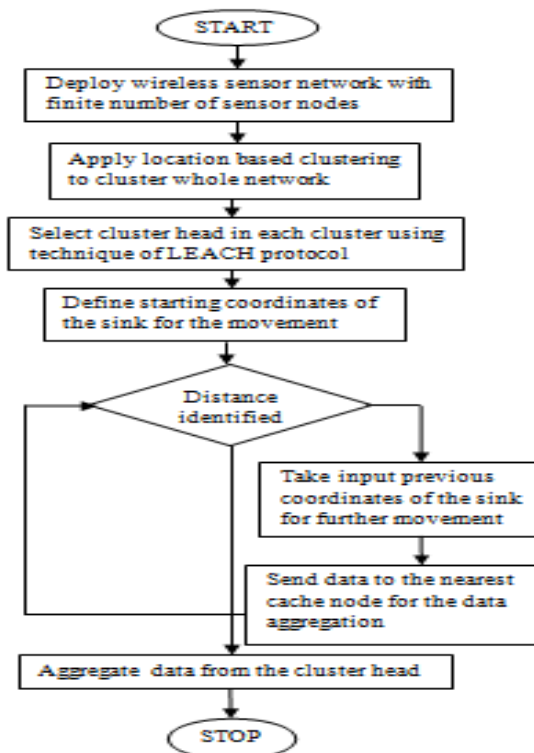 START
Deploy wireless sensor network with
finite number of sensor nodes
Apply location based clustering
to cluster whole network
Select cluster head in each cluster using
technique of LEACH protocol
Define starting coordinates of
the sink for the movement
Distance
identified
Take input previous
coordinates of the sink
for further movement
Send data to the nearest
cache node for the data
aggregation
Aggregate data from the cluster head
STOP